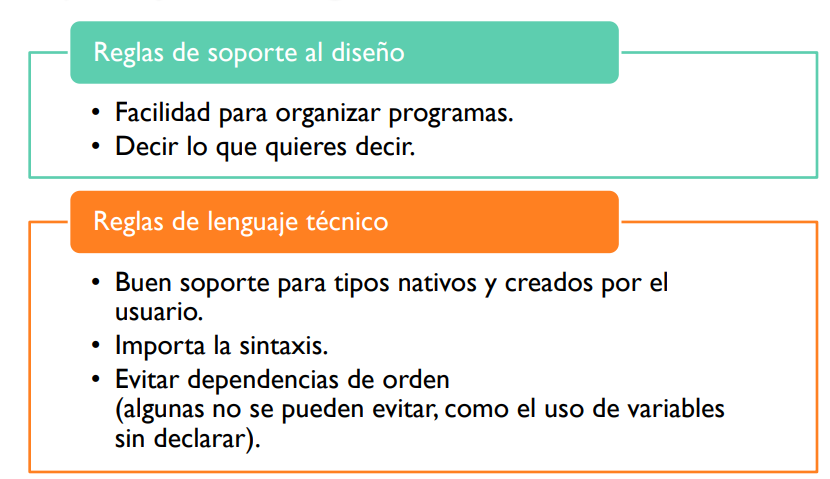 Reglas de soporte al diseño
• Facilidad para organizar programas.
• Decir lo que quieres decir.
Reglas de lenguaje técnico
• Buen soporte para tipos nativos y creados por el
usuario.
• Importa la sintaxis.
• Evitar dependencias de orden
(algunas no se pueden evitar, como el uso de variables
sin declarar).